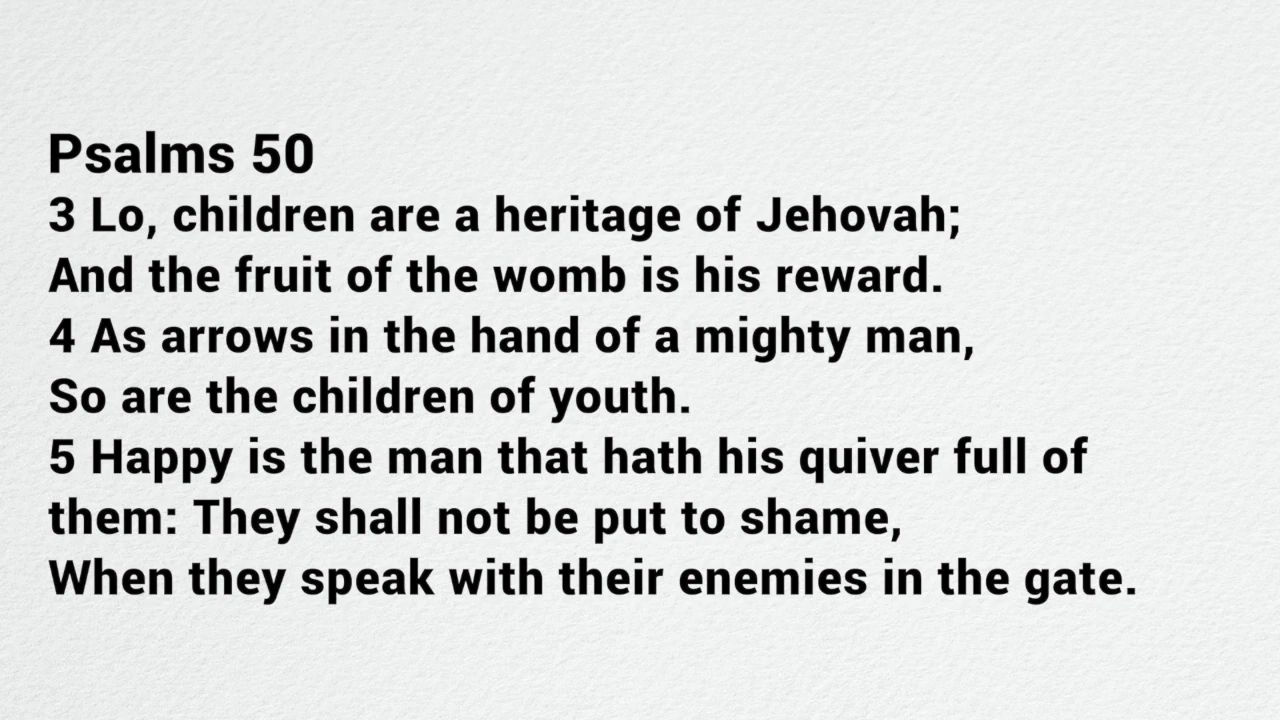 Psalms 50
3 Lo, children are a heritage of Jehovah;
And the fruit of the womb is his reward.
4 As arrows in the hand of a mighty man,
So are the children of youth.
5 Happy is the man that hath his quiver full of
them: They shall not be put to shame,
When they speak with their enemies in the gate.